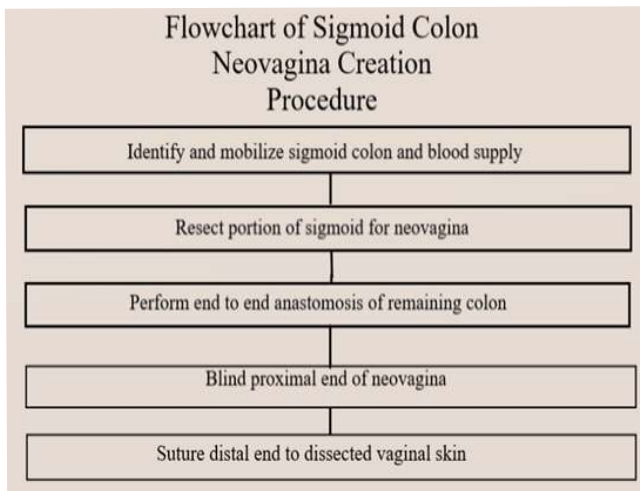 Flowchart of Sigmoid Colon
Neovagina Creation
Procedure
Identify and mobilize sigmoid colon and blood supply
Resect portion of sigmoid for neovagina
Perform end to end anastomosis of remaining colon
Blind proximal end of neovagina
Suture distal end to dissected vaginal skin